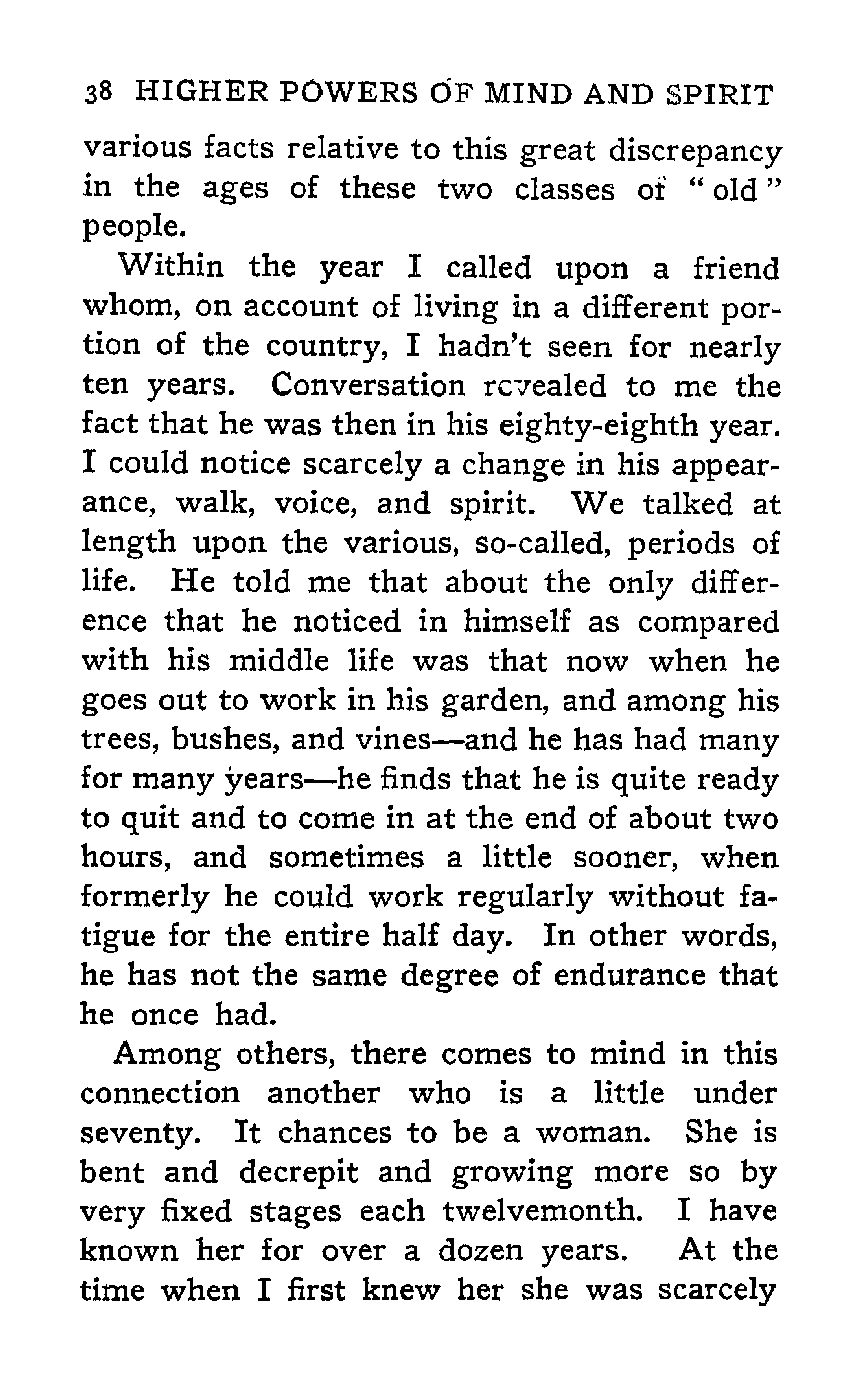 38 HIGHER POWERS OF MIND AND SPIRIT
various facts relative to this great discrepancy
in the ages of these two classes of “ old ”
people.
Within the year I called upon a friend
whom, on account of living in a different por-
tion of the country, I hadn’t seen for nearly
ten years. Conversation revealed to me the
fact that he was then in his eighty-eighth year.
I could notice scarcely a change in his appear-
ance, walk, voice, and spirit. We talked at
length upon the various, so-called, periods of
life. He told me that about the only differ-
ence that he noticed in himself as compared
with his middle life was that now when he
goes out to work in his garden, and among his
trees, bushes, and vines—and he has had many
for many years—he finds that he is quite ready
to quit and to come in at the end of about two
hours, and sometimes a little sooner, when
formerly he could work regularly without fa-
tigue for the entire half day. In other words,
he has not the same degree of endurance that
he once had.
Among others, there comes to mind in this
connection another who is a little under
seventy. It chances to be a woman. She is
bent and decrepit and growing more so by
very fixed stages each twelvemonth. I have
known her for over a dozen years. At the
time when I first knew her she was scarcely